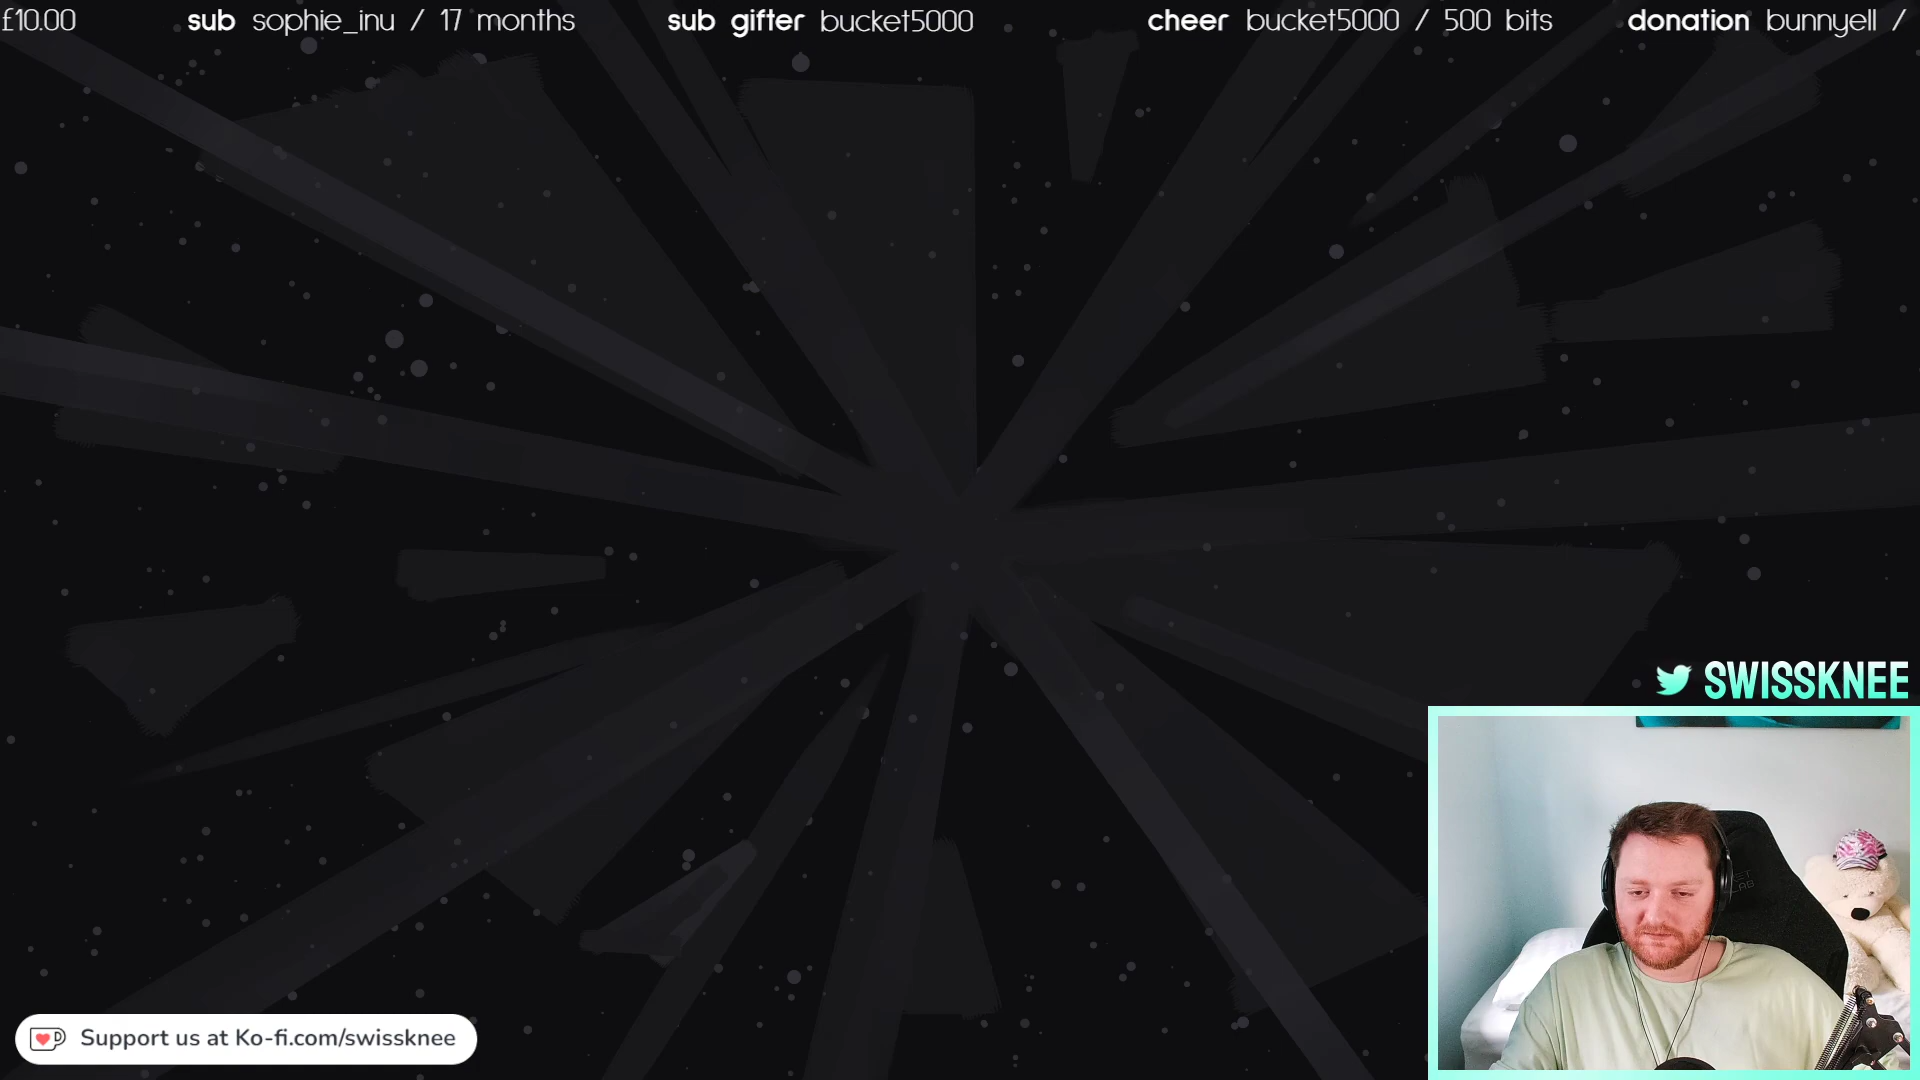 £10.00 sub sophie_inu / 17 months sub gifter bucket5000 cheer bucket5000 / 500 bits donation bunnyell /
SWISSKNEE
Support us at Ko-fi.com/swissknee